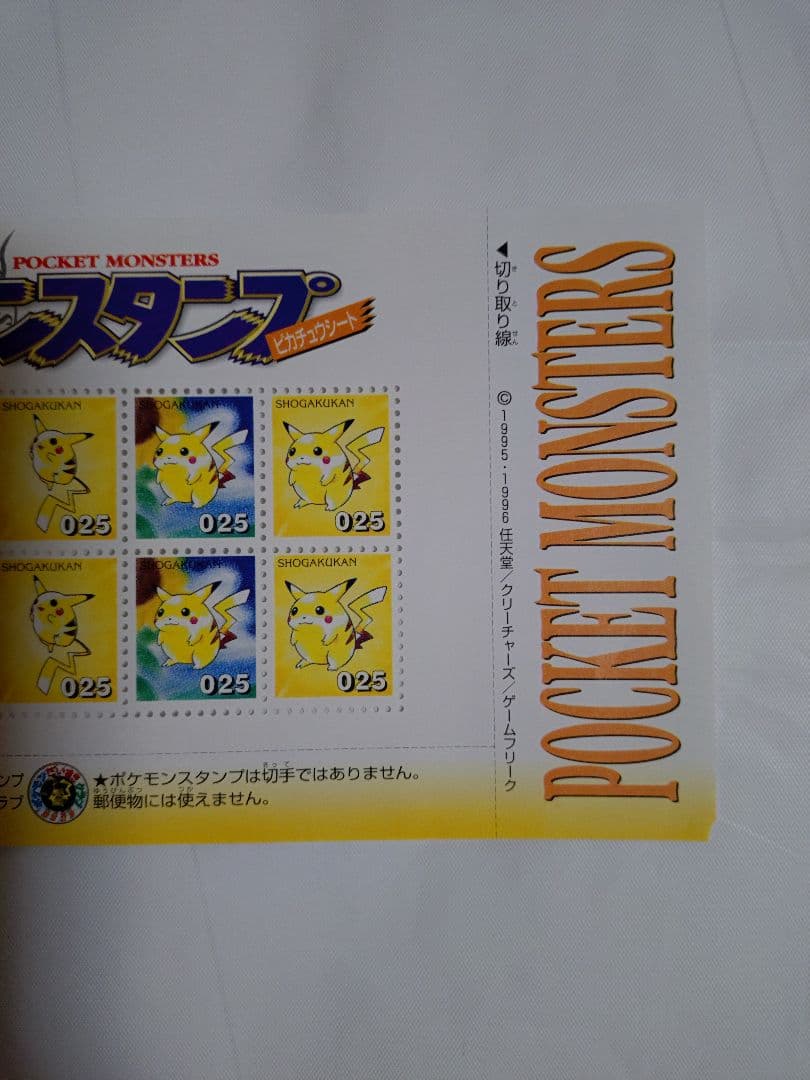 POCKET MONSTERS
ンスタンプ
ピカチュウシート
SHOGAKUKAN
025
SHOGAKUKAN
025
SHOGAKUKAN
025
SHOGAKUKAN
025
SHOGAKUKAN
025
SHOGAKUKAN
025
ンプ
ラブ
★ポケモンスタンプは切手ではありません。
郵便物には使えません。
◀切り取り線
©1995・1996 任天堂/クリーチャーズ/ゲームフリーク
POCKET MONSTERS